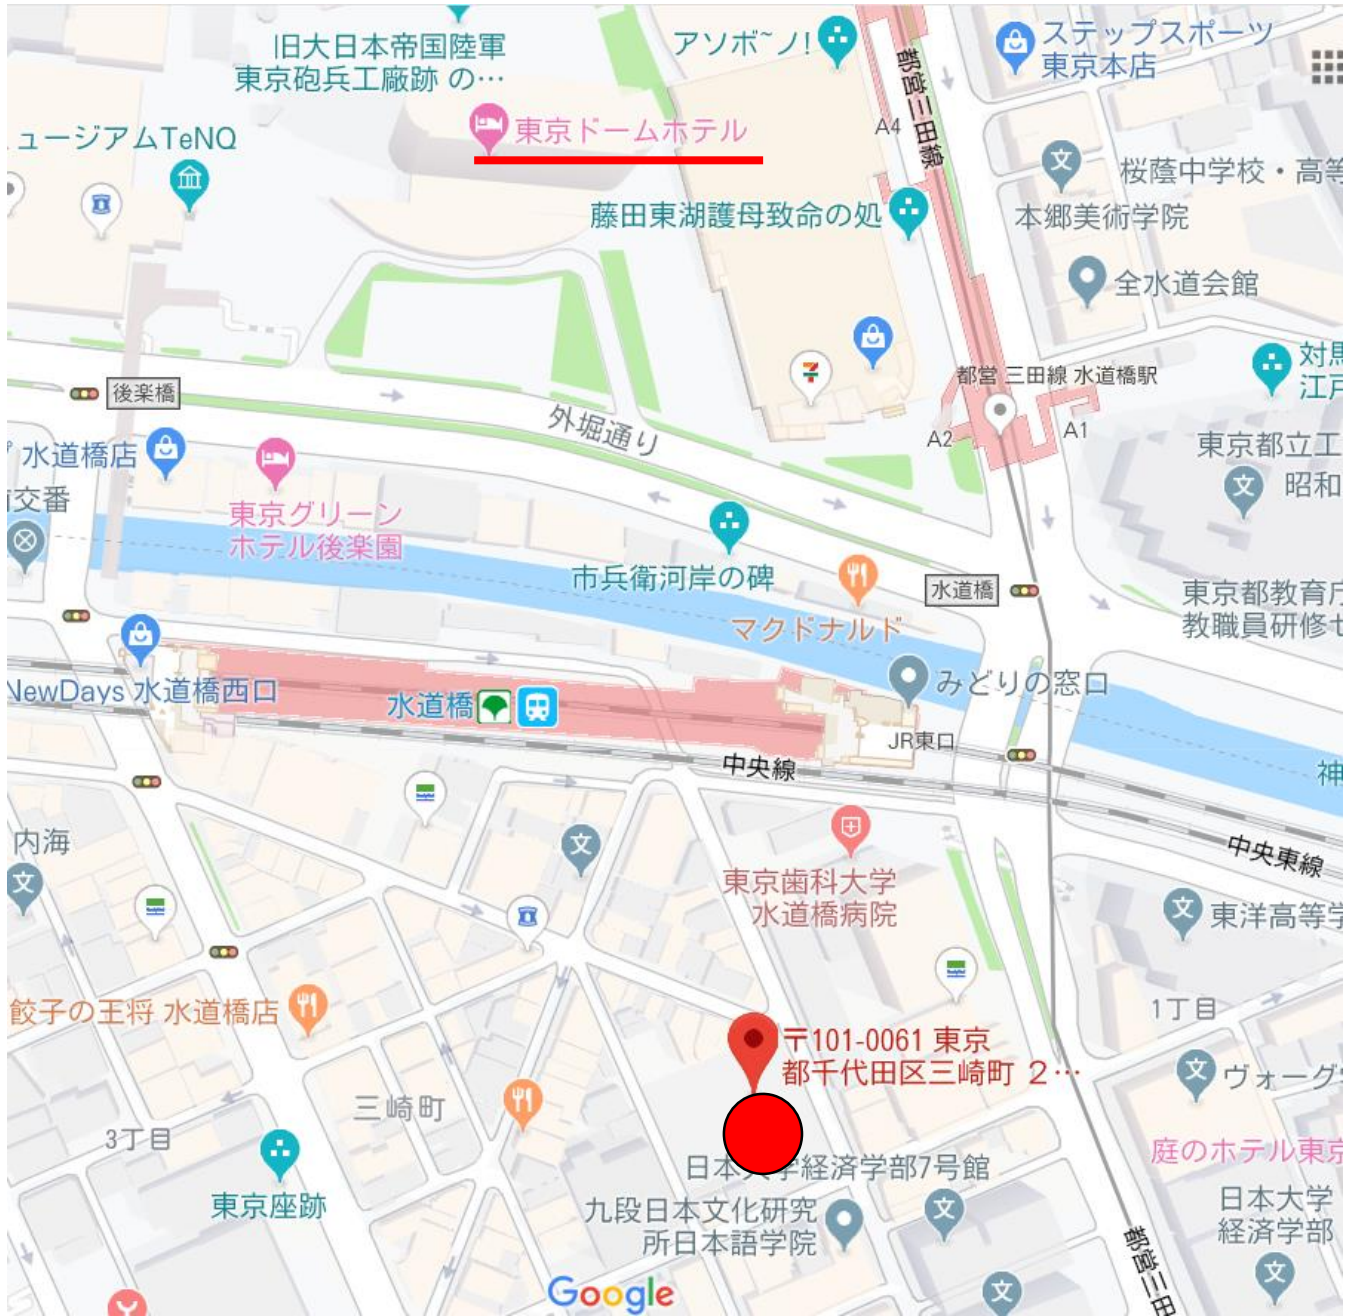 旧大日本帝国陸軍
東京砲兵工廠跡 の…
アソボ~ノ!
ステップスポーツ
東京本店
都営三田線
東京ドームホテル
A4
ュージアムTeNQ
桜蔭中学校・高等
本郷美術学院
藤田東湖護母致命の処
全水道会館
対馬
江戸
都営 三田線 水道橋駅
後楽橋
外堀通り
A2
A1
水道橋店
東京都立工
昭和
交番
東京グリーン
ホテル後楽園
市兵衛河岸の碑
水道橋
東京都教育庁
教職員研修セ
マクドナルド
みどりの窓口
NewDays 水道橋西口
水道橋
JR東口
中央線
神
内海
中央東線
東京歯科大学
水道橋病院
東洋高等学
餃子の王将 水道橋店
1丁目
〒101-0061 東京
都千代田区三崎町 2…
ヴォーグ
三崎町
3丁目
日本大学経済学部7号館
庭のホテル東京
東京座跡
九段日本文化研究
所日本語学院
日本大学
経済学部
都営三田
Google